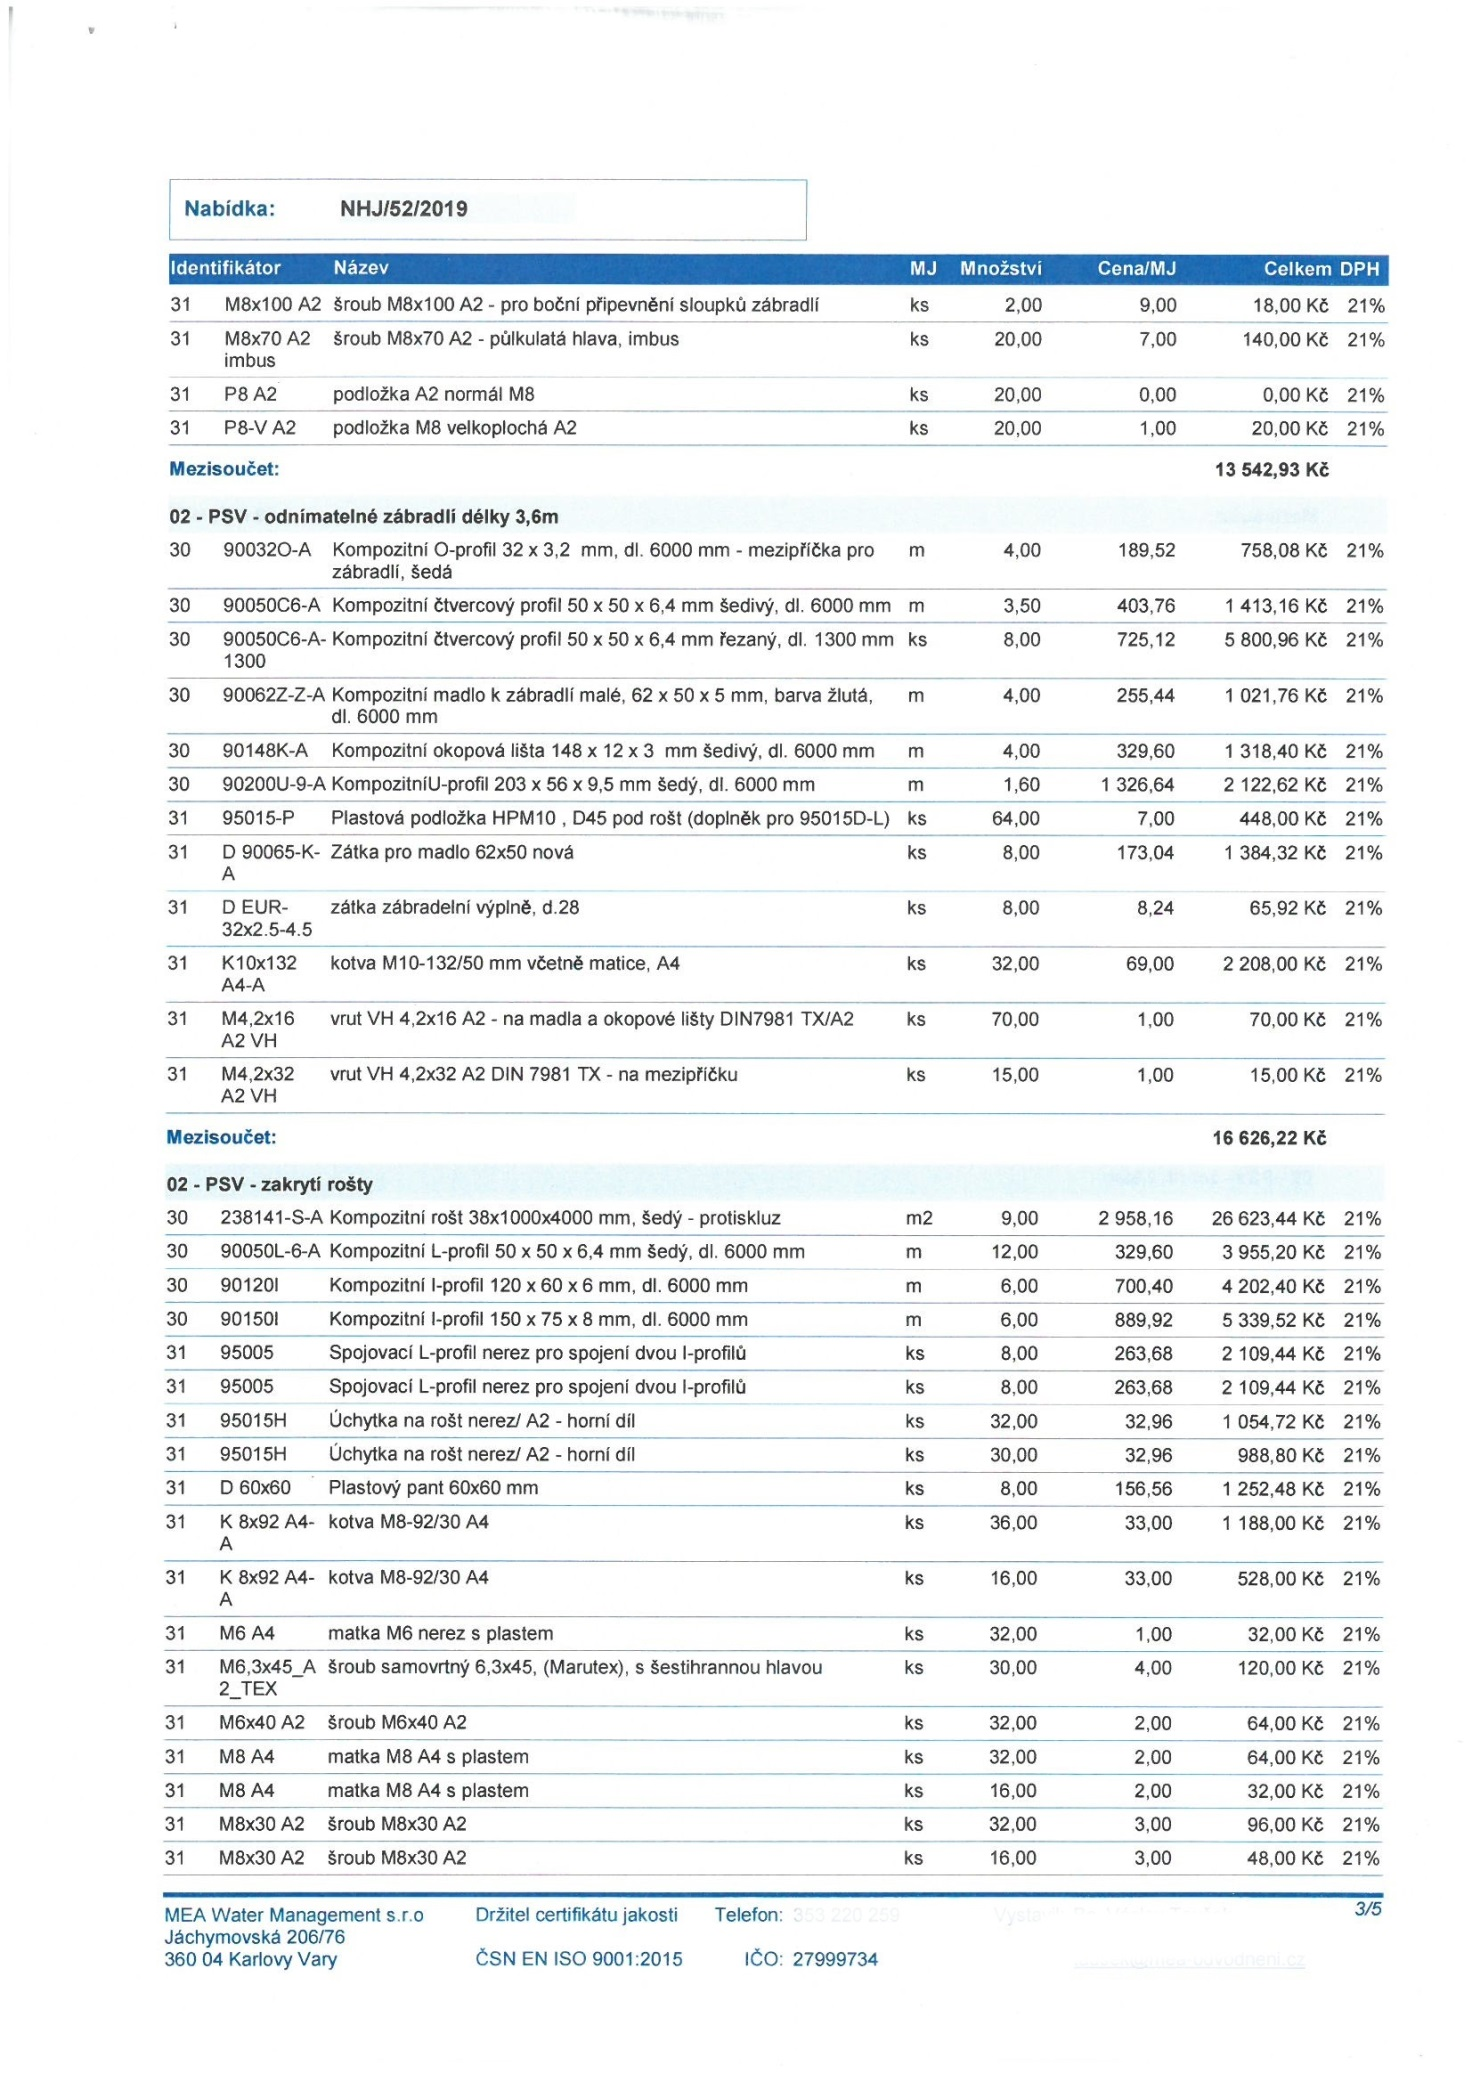 Nabídka: NHJ/52/2019
Identifikátor Název MJ Množství Cena/MJ Celkem DPH
31 M8x100 A2 šroub M8x100 A2 - pro boční připevnění sloupků zábradlí ks 2,00 9,00 18,00 Kč 21%
31 M8x70 A2 šroub M8x70 A2 - půlkulatá hlava, imbus ks 20,00 7,00 140,00 Kč 21%
imbus
31 P8 A2 podložka A2 normál M8 ks 20,00 0,00 0,00 Kč 21%
31 P8-V A2 podložka M8 velkoplochá A2 ks 20,00 1,00 20,00 Kč 21%
Mezisoučet: 13 542,93 Kč
02 - PSV - odnímatelné zábradlí délky 3,6m
30 90032O-A Kompozitní O-profil 32 x 3,2 mm, dl. 6000 mm - mezipříčka pro m 4,00 189,52 758,08 Kč 21%
zábradlí, šedá
30 90050C6-A Kompozitní čtvercový profil 50 x 50 x 6,4 mm šedivý, dl. 6000 mm m 3,50 403,76 1 413,16 Kč 21%
30 90050C6-A- Kompozitní čtvercový profil 50 x 50 x 6,4 mm řezaný, dl. 1300 mm ks 8,00 725,12 5 800,96 Kč 21%
1300
30 90062Z-Z-A Kompozitní madlo k zábradlí malé, 62 x 50 x 5 mm, barva žlutá, m 4,00 255,44 1 021,76 Kč 21%
dl. 6000 mm
30 90148K-A Kompozitní okopová lišta 148 x 12 x 3 mm šedivý, dl. 6000 mm m 4,00 329,60 1 318,40 Kč 21%
30 90200U-9-A KompozitníU-profil 203 x 56 x 9,5 mm šedý, dl. 6000 mm m 1,60 1 326,64 2 122,62 Kč 21%
31 95015-P Plastová podložka HPM10 , D45 pod rošt (doplněk pro 95015D-L) ks 64,00 7,00 448,00 Kč 21%
31 D 90065-K- Zátka pro madlo 62x50 nová ks 8,00 173,04 1 384,32 Kč 21%
A
31 D EUR- zátka zábradelní výplně, d.28 ks 8,00 8,24 65,92 Kč 21%
32x2.5-4.5
31 K10x132 kotva M10-132/50 mm včetně matice, A4 ks 32,00 69,00 2 208,00 Kč 21%
A4-A
31 M4,2x16 vrut VH 4,2x16 A2 - na madla a okopové lišty DIN7981 TX/A2 ks 70,00 1,00 70,00 Kč 21%
A2 VH
31 M4,2x32 vrut VH 4,2x32 A2 DIN 7981 TX - na mezipříčku ks 15,00 1,00 15,00 Kč 21%
A2 VH
Mezisoučet: 16 626,22 Kč
02 - PSV - zakrytí rošty
30 238141-S-A Kompozitní rošt 38x1000x4000 mm, šedý - protiskluz m2 9,00 2 958,16 26 623,44 Kč 21%
30 90050L-6-A Kompozitní L-profil 50 x 50 x 6,4 mm šedý, dl. 6000 mm m 12,00 329,60 3 955,20 Kč 21%
30 90120I Kompozitní I-profil 120 x 60 x 6 mm, dl. 6000 mm m 6,00 700,40 4 202,40 Kč 21%
30 90150I Kompozitní I-profil 150 x 75 x 8 mm, dl. 6000 mm m 6,00 889,92 5 339,52 Kč 21%
31 95005 Spojovací L-profil nerez pro spojení dvou I-profilů ks 8,00 263,68 2 109,44 Kč 21%
31 95005 Spojovací L-profil nerez pro spojení dvou I-profilů ks 8,00 263,68 2 109,44 Kč 21%
31 95015H Úchytka na rošt nerez/ A2 - horní díl ks 32,00 32,96 1 054,72 Kč 21%
31 95015H Úchytka na rošt nerez/ A2 - horní díl ks 30,00 32,96 988,80 Kč 21%
31 D 60x60 Plastový pant 60x60 mm ks 8,00 156,56 1 252,48 Kč 21%
31 K 8x92 A4- kotva M8-92/30 A4 ks 36,00 33,00 1 188,00 Kč 21%
A
31 K 8x92 A4- kotva M8-92/30 A4 ks 16,00 33,00 528,00 Kč 21%
A
31 M6 A4 matka M6 nerez s plastem ks 32,00 1,00 32,00 Kč 21%
31 M6,3x45_A šroub samovrtný 6,3x45, (Marutex), s šestihrannou hlavou ks 30,00 4,00 120,00 Kč 21%
2_TEX
31 M6x40 A2 šroub M6x40 A2 ks 32,00 2,00 64,00 Kč 21%
31 M8 A4 matka M8 A4 s plastem ks 32,00 2,00 64,00 Kč 21%
31 M8 A4 matka M8 A4 s plastem ks 16,00 2,00 32,00 Kč 21%
31 M8x30 A2 šroub M8x30 A2 ks 32,00 3,00 96,00 Kč 21%
31 M8x30 A2 šroub M8x30 A2 ks 16,00 3,00 48,00 Kč 21%
MEA Water Management s.r.o Držitel certifikátu jakosti Telefon: 353 220 259 3/5
Jáchymovská 206/76
360 04 Karlovy Vary ČSN EN ISO 9001:2015 IČO: 27999734